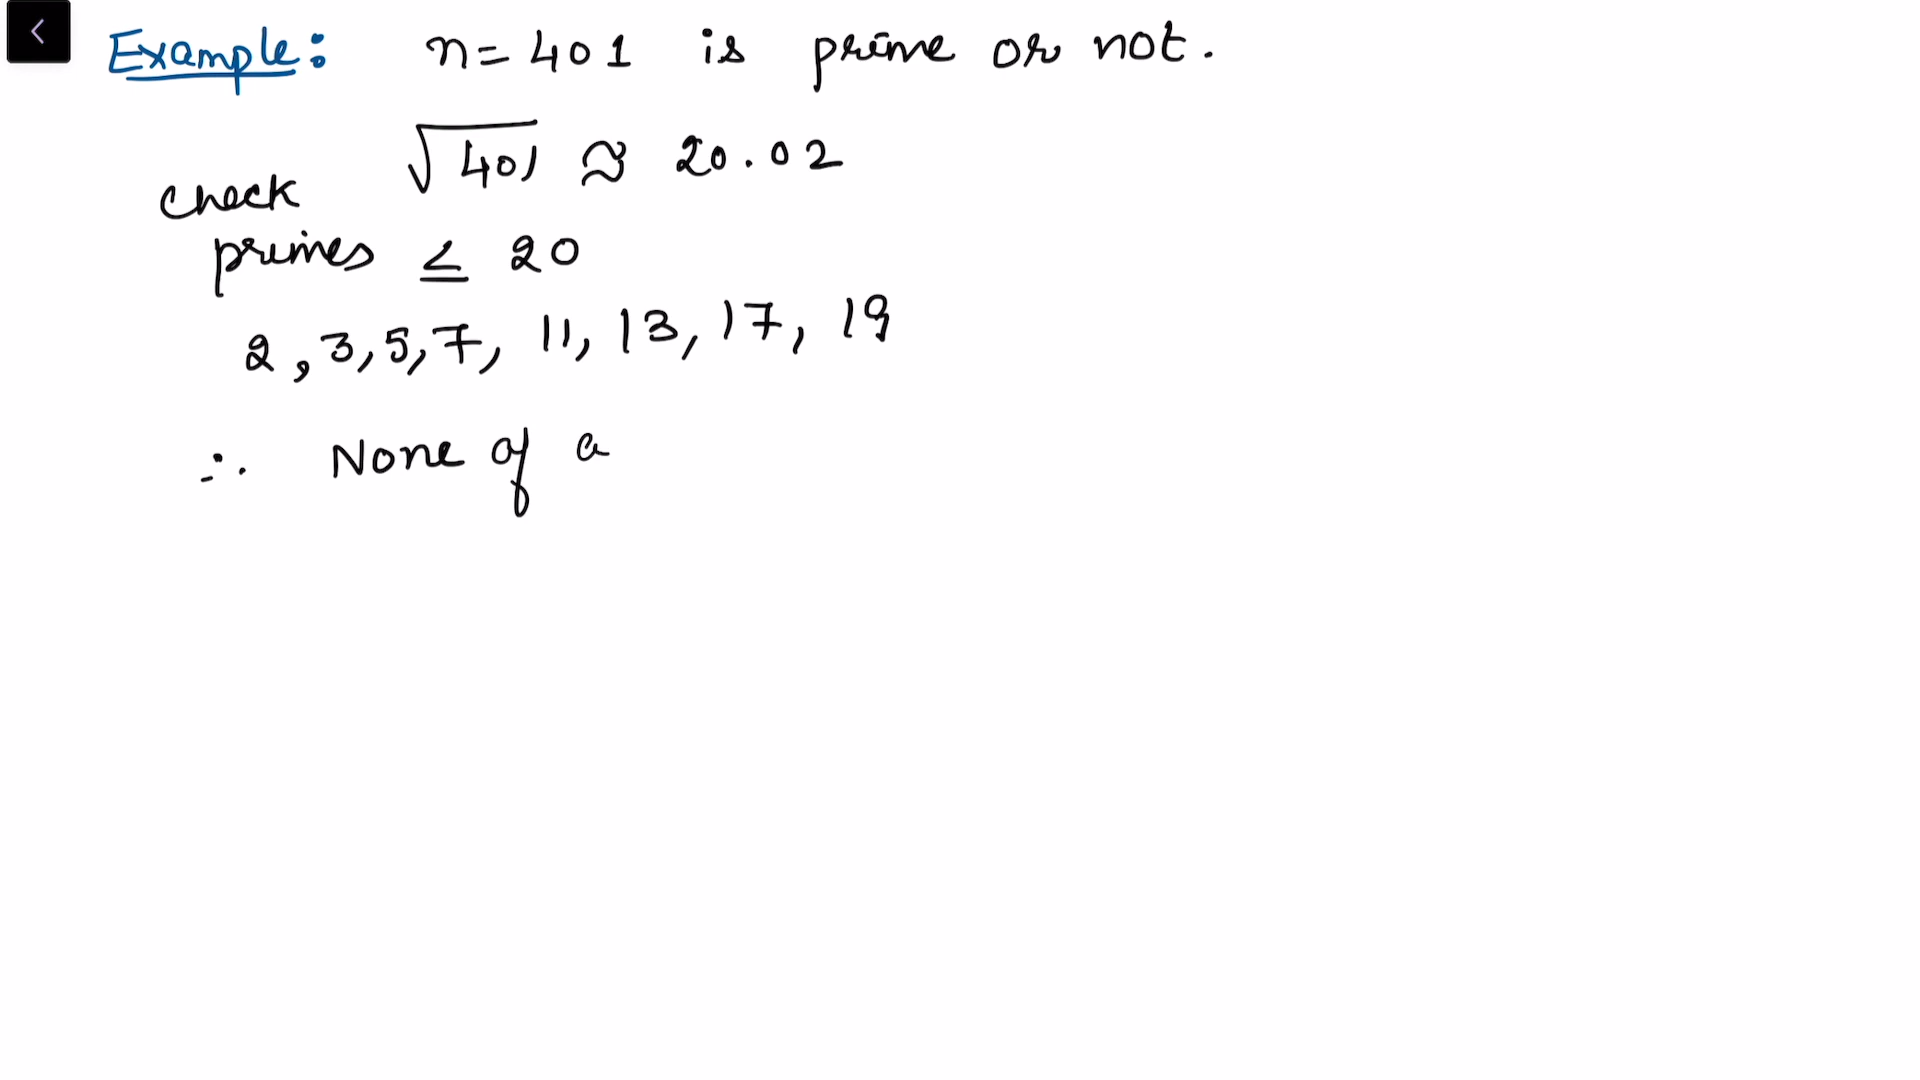 Example: n = 401 is prime or not.
√401 ≈ 20.02
check
primes ≤ 20
2, 3, 5, 7, 11, 13, 17, 19
∴ None of a